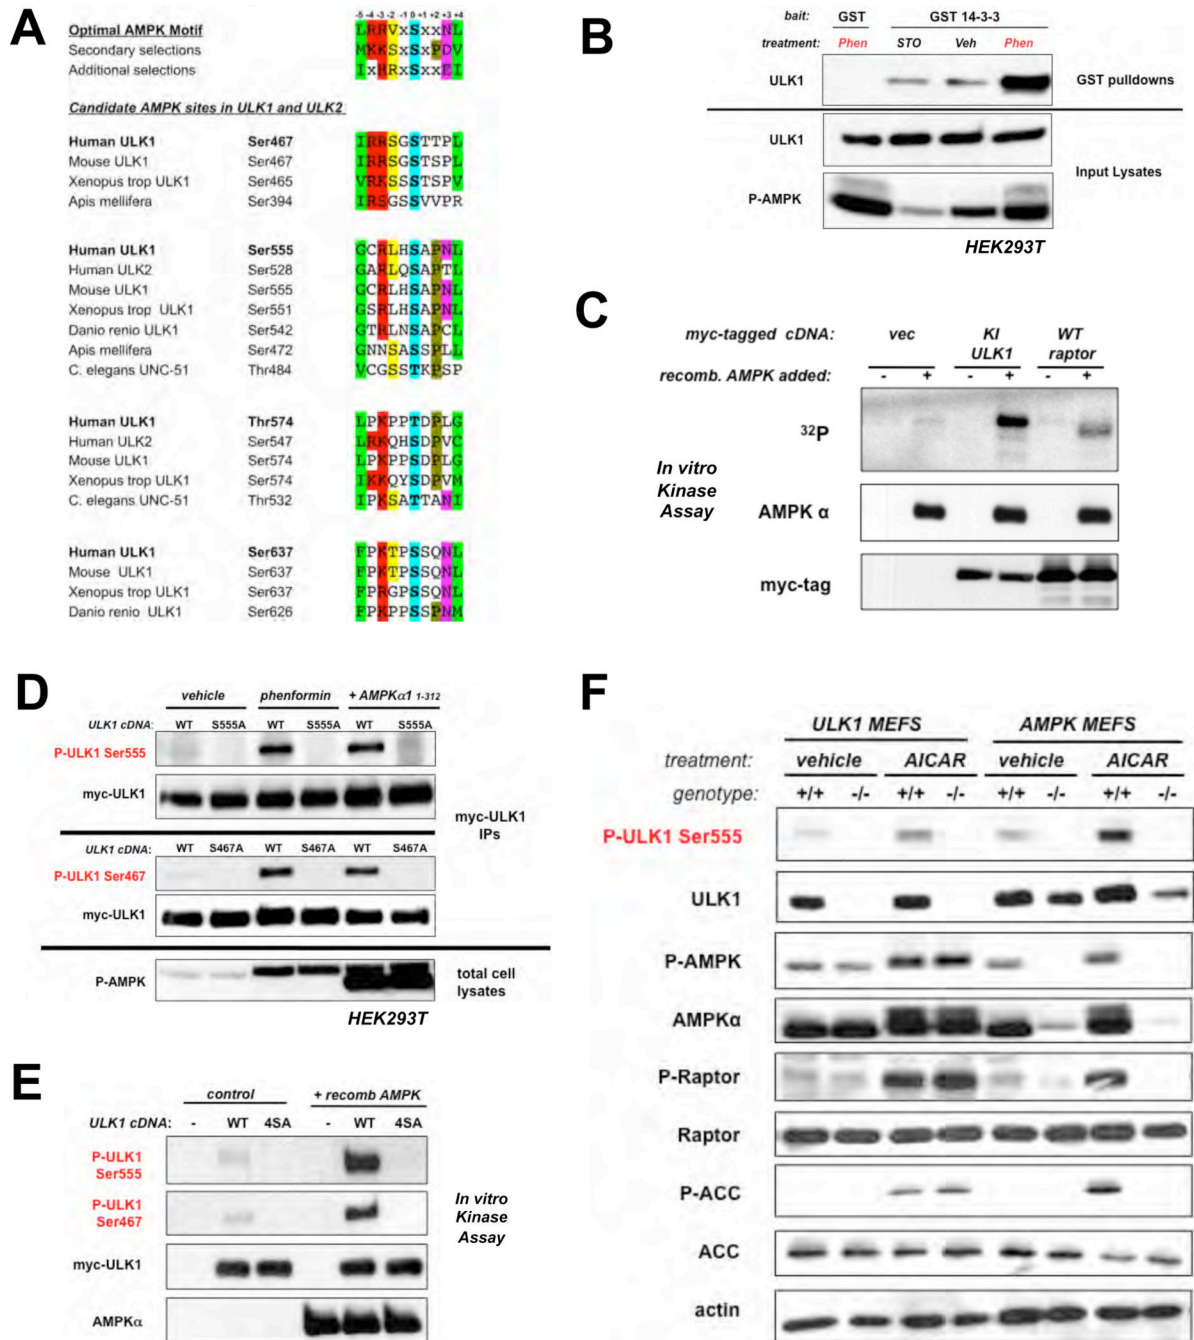 A
-5 -4 -3 -2 -1 0 +1 +2 +3 +4
Optimal AMPK Motif LRRVxSxxNL
Secondary selections MKKSxSxPDV
Additional selections IxHRxSxxEI
Candidate AMPK sites in ULK1 and ULK2
Human ULK1 Ser467 IRRSGSTTPL
Mouse ULK1 Ser467 IRRSGSTSPL
Xenopus trop ULK1 Ser465 VRKSSSTSPV
Apis mellifera Ser394 IRSGSSVVPR
Human ULK1 Ser555 GCRLHSAPNL
Human ULK2 Ser528 GARLQSAPTL
Mouse ULK1 Ser555 GCRLHSAPNL
Xenopus trop ULK1 Ser551 GSRLHSAPNL
Danio renio ULK1 Ser542 GTRLNSAPCL
Apis mellifera Ser472 GNNSASSPLL
C. elegans UNC-51 Thr484 VCGSSTKPSP
Human ULK1 Thr574 LPKPPTDPLG
Human ULK2 Ser547 LRKQHSDPVC
Mouse ULK1 Ser574 LPKPPSDPLG
Xenopus trop ULK1 Ser574 IKKQYSDPVM
C. elegans UNC-51 Thr532 IPKSATTANI
Human ULK1 Ser637 FPKTPSSQNL
Mouse ULK1 Ser637 FPKTPSSQNL
Xenopus trop ULK1 Ser637 FPRGPSSQNL
Danio renio ULK1 Ser626 FPKPPSSPNM
B
bait: GST GST 14-3-3
treatment: Phen STO Veh Phen
ULK1 GST pulldowns
ULK1
Input Lysates
P-AMPK
HEK293T
C
myc-tagged cDNA: vec KI ULK1 WT raptor
recomb. AMPK added: - + - + - +
32P
In vitro Kinase Assay
AMPK α
myc-tag
D
vehicle phenformin + AMPKα1 1-312
ULK1 cDNA: WT S555A WT S555A WT S555A
P-ULK1 Ser555
myc-ULK1
myc-ULK1 IPs
ULK1 cDNA: WT S467A WT S467A WT S467A
P-ULK1 Ser467
myc-ULK1
P-AMPK total cell lysates
HEK293T
E
control + recomb AMPK
ULK1 cDNA: - WT 4SA - WT 4SA
P-ULK1 Ser555
P-ULK1 Ser467
In vitro Kinase Assay
myc-ULK1
AMPKα
F
ULK1 MEFS AMPK MEFS
treatment: vehicle AICAR vehicle AICAR
genotype: +/+ -/- +/+ -/- +/+ -/- +/+ -/-
P-ULK1 Ser555
ULK1
P-AMPK
AMPKα
P-Raptor
Raptor
P-ACC
ACC
actin